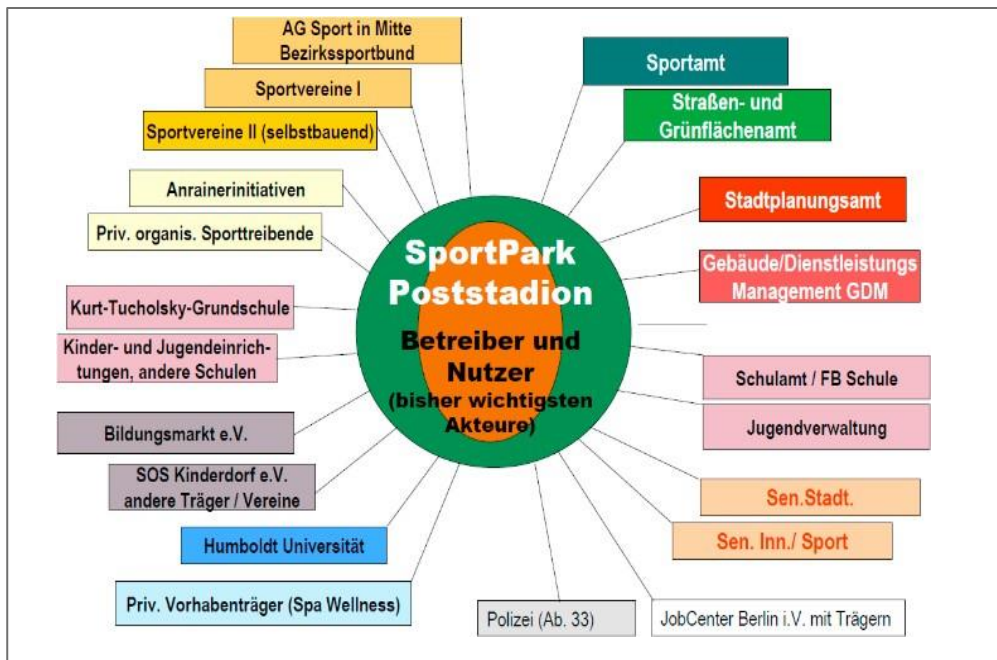 AG Sport in Mitte
Bezirkssportbund
Sportvereine I
Sportvereine II (selbstbauend)
Anrainerinitiativen
Priv. organis. Sporttreibende
Kurt-Tucholsky-Grundschule
Kinder- und Jugendeinrich-
tungen, andere Schulen
Bildungsmarkt e.V.
SOS Kinderdorf e.V.
andere Träger / Vereine
Humboldt Universität
Priv. Vorhabenträger (Spa Wellness)
SportPark
Poststadion
Betreiber und
Nutzer
(bisher wichtigsten
Akteure)
Sportamt
Straßen- und
Grünflächenamt
Stadtplanungsamt
Gebäude/Dienstleistungs
Management GDM
Schulamt / FB Schule
Jugendverwaltung
Sen.Stadt.
Sen. Inn./ Sport
Polizei (Ab. 33)
JobCenter Berlin i.V. mit Trägern